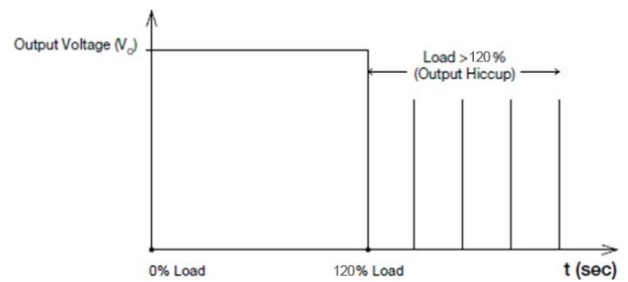 Output Voltage (Vo)
Load >120%
(Output Hiccup)
0% Load
120% Load
t (sec)